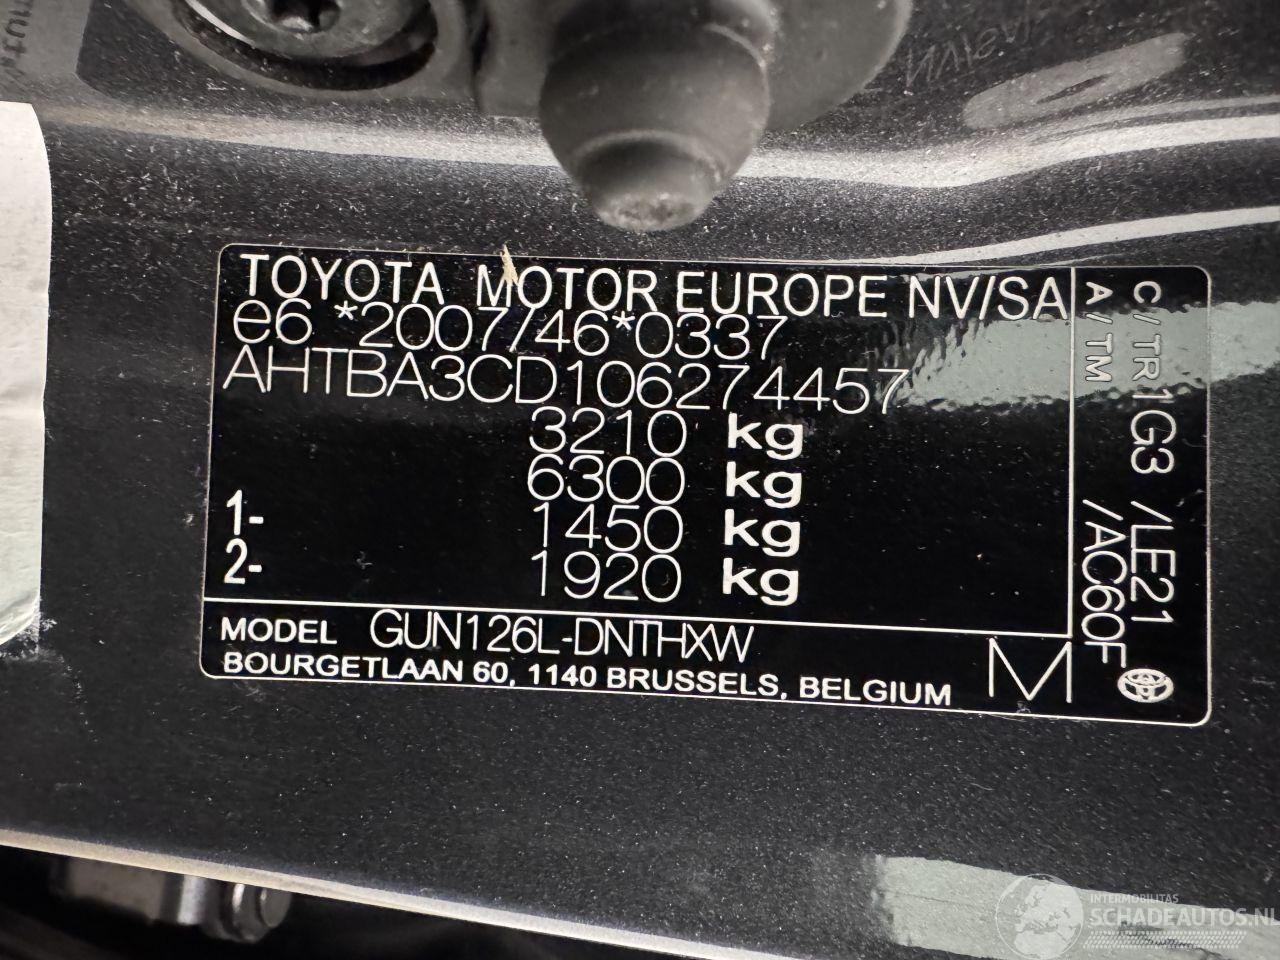 TOYOTA MOTOR EUROPE NV/SA
e6 *2007/46*0337
AHTBA3CD106274457
3210 kg
6300 kg
1- 1450 kg
2- 1920 kg
MODEL GUN126L-DNTHXW
BOURGETLAAN 60, 1140 BRUSSELS, BELGIUM
M
C/TR 1G3 /LE21
A/TM /AC60F
INTERMOBILITAS
SCHADEAUTOS.NL